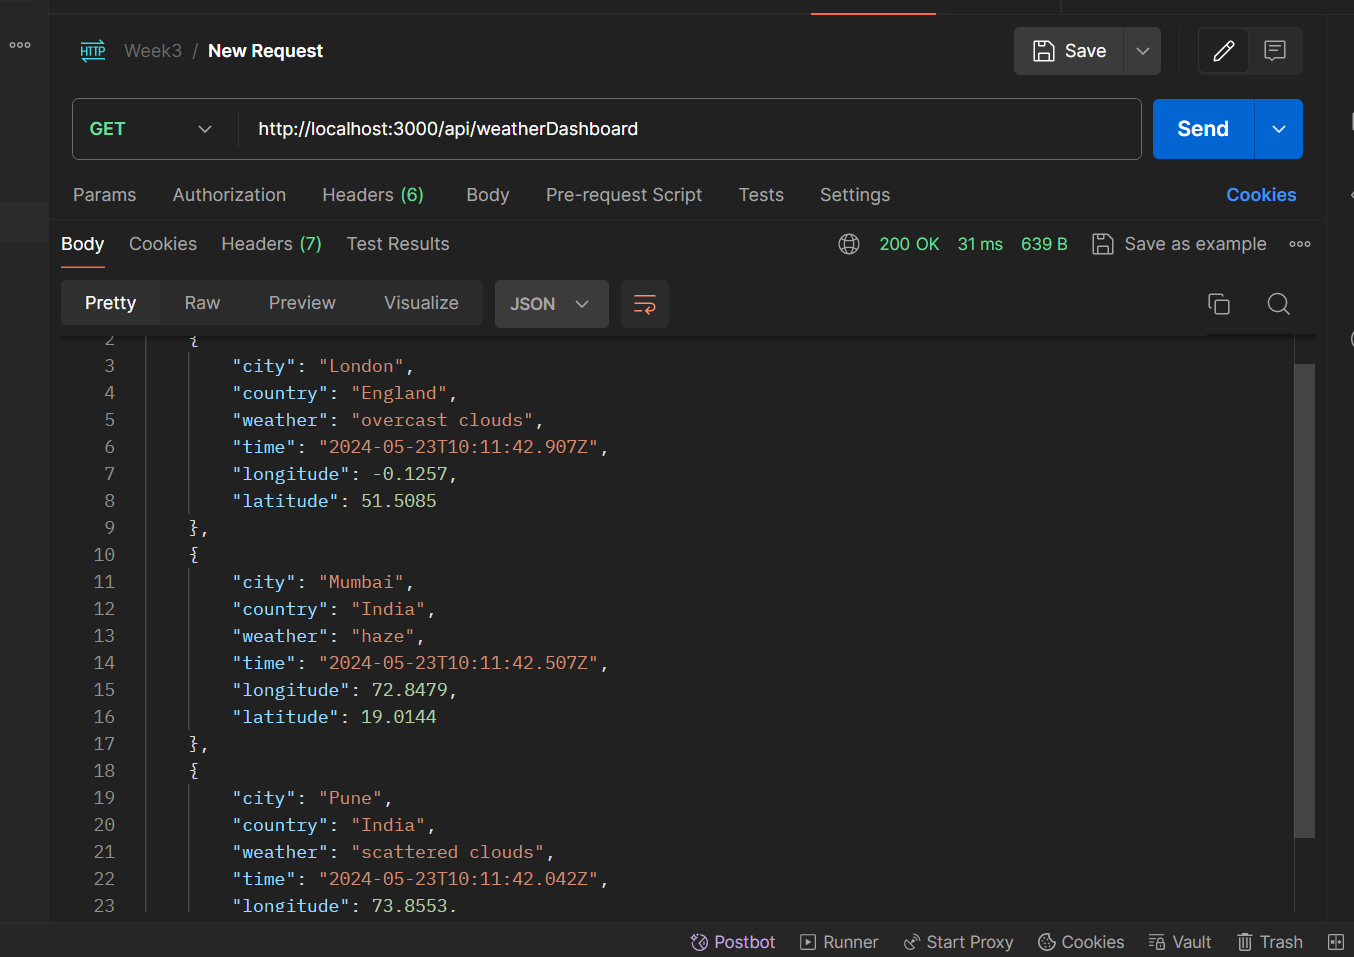 HTTP Week3 / New Request Save
GET http://localhost:3000/api/weatherDashboard Send
Params Authorization Headers (6) Body Pre-request Script Tests Settings Cookies
Body Cookies Headers (7) Test Results 200 OK 31 ms 639 B Save as example
Pretty Raw Preview Visualize JSON
2 {
3 "city": "London",
4 "country": "England",
5 "weather": "overcast clouds",
6 "time": "2024-05-23T10:11:42.907Z",
7 "longitude": -0.1257,
8 "latitude": 51.5085
9 },
10 {
11 "city": "Mumbai",
12 "country": "India",
13 "weather": "haze",
14 "time": "2024-05-23T10:11:42.507Z",
15 "longitude": 72.8479,
16 "latitude": 19.0144
17 },
18 {
19 "city": "Pune",
20 "country": "India",
21 "weather": "scattered clouds",
22 "time": "2024-05-23T10:11:42.042Z",
23 "longitude": 73.8553,
Postbot Runner Start Proxy Cookies Vault Trash